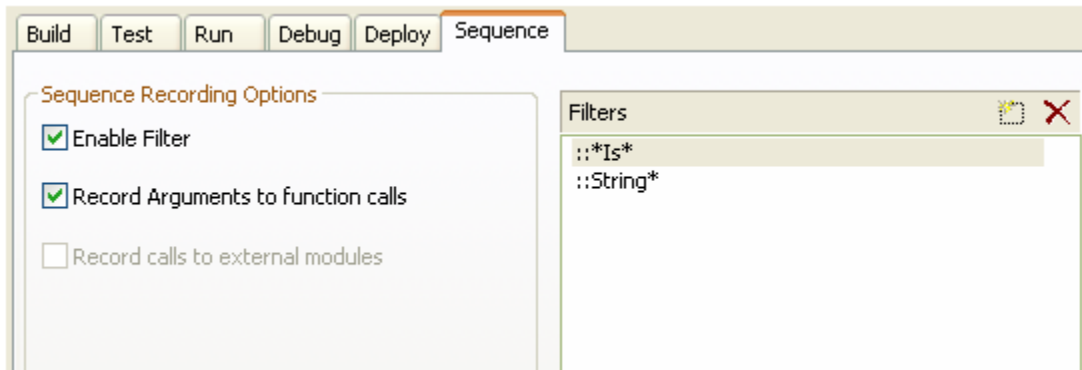 Build Test Run Debug Deploy Sequence
Sequence Recording Options
Enable Filter
Record Arguments to function calls
Record calls to external modules
Filters
::*Is*
::String*